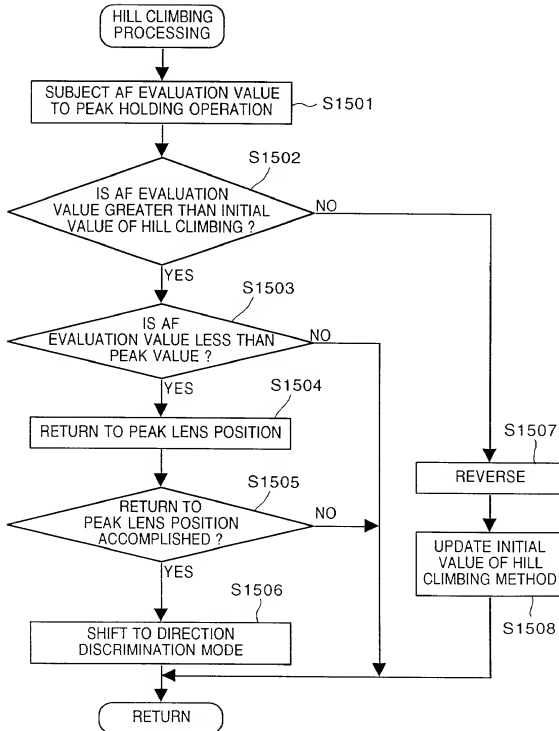 HILL CLIMBING
PROCESSING
SUBJECT AF EVALUATION VALUE
TO PEAK HOLDING OPERATION
S1501
S1502
IS AF EVALUATION
VALUE GREATER THAN INITIAL
VALUE OF HILL CLIMBING ?
NO
YES
S1503
IS AF
EVALUATION VALUE LESS THAN
PEAK VALUE ?
NO
YES
S1504
RETURN TO PEAK LENS POSITION
S1505
RETURN TO
PEAK LENS POSITION
ACCOMPLISHED ?
NO
YES
S1506
SHIFT TO DIRECTION
DISCRIMINATION MODE
S1507
REVERSE
UPDATE INITIAL
VALUE OF HILL
CLIMBING METHOD
S1508
RETURN